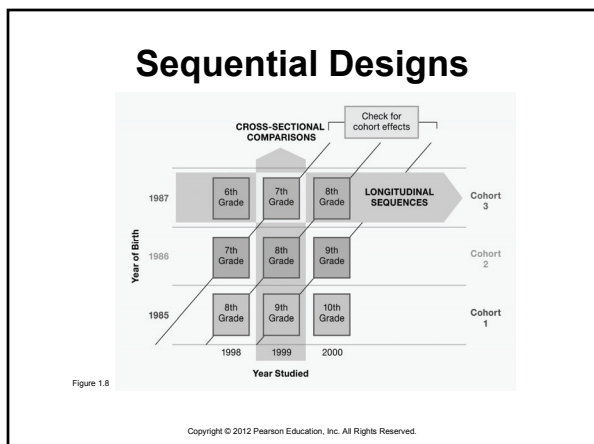 Sequential Designs
Check for
cohort effects
CROSS-SECTIONAL
COMPARISONS
1987
6th
Grade
7th
Grade
8th
Grade
LONGITUDINAL
SEQUENCES
Cohort
3
Year of Birth
1986
7th
Grade
8th
Grade
9th
Grade
Cohort
2
1985
8th
Grade
9th
Grade
10th
Grade
Cohort
1
1998
1999
2000
Year Studied
Figure 1.8
Copyright © 2012 Pearson Education, Inc. All Rights Reserved.